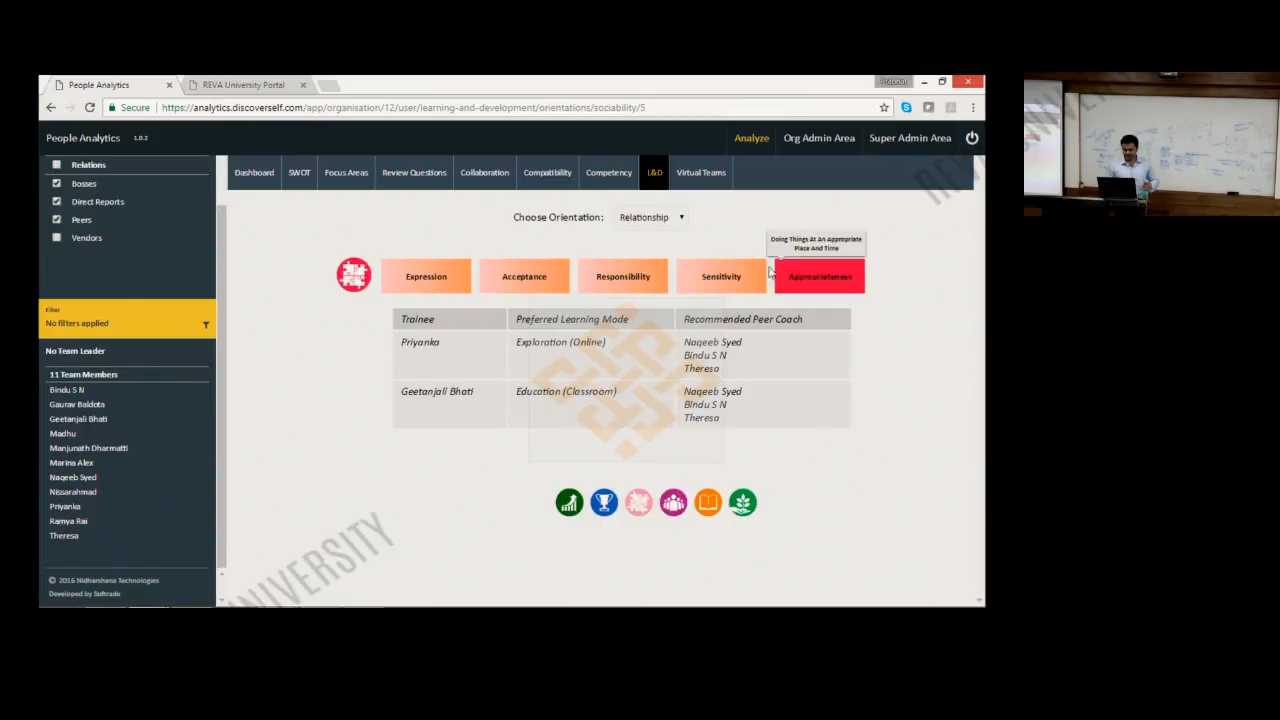 People Analytics
REVA University Portal
Secure
https://analytics.discoverself.com/app/organisation/12/user/learning-and-development/orientations/sociability/5
People Analytics 1.0.2
Analyze
Org Admin Area
Super Admin Area
Relations
Bosses
Direct Reports
Peers
Vendors
Filter
No filters applied
No Team Leader
11 Team Members
Bindu S N
Gaurav Baldota
Geetanjali Bhati
Madhu
Manjunath Dharmatti
Marina Alex
Naqeeb Syed
Nissarahmad
Priyanka
Ramya Rai
Theresa
© 2016 Nidharshana Technologies
Developed by Softrade
Dashboard
SWOT
Focus Areas
Review Questions
Collaboration
Compatibility
Competency
L&D
Virtual Teams
Choose Orientation:
Relationship
Doing Things At An Appropriate
Place And Time
Expression
Acceptance
Responsibility
Sensitivity
Appropriateness
Trainee
Preferred Learning Mode
Recommended Peer Coach
Priyanka
Exploration (Online)
Naqeeb Syed
Bindu S N
Theresa
Geetanjali Bhati
Education (Classroom)
Naqeeb Syed
Bindu S N
Theresa
UNIVERSITY